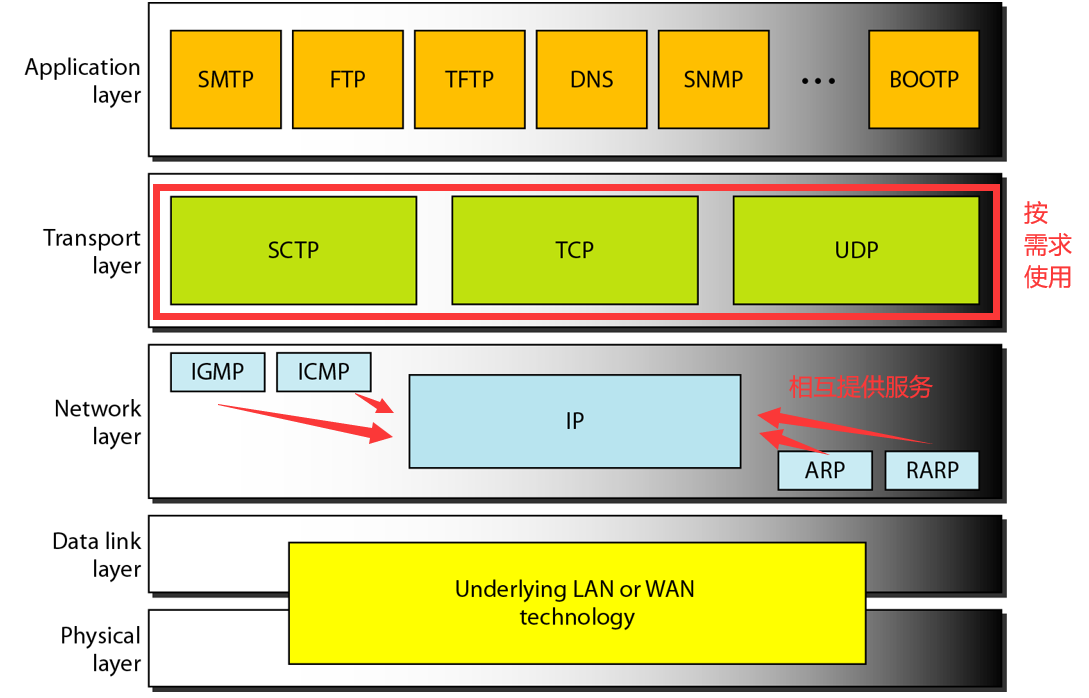 Application
layer
SMTP
FTP
TFTP
DNS
SNMP
...
BOOTP
Transport
layer
SCTP
TCP
UDP
按
需求
使用
Network
layer
IGMP
ICMP
IP
相互提供服务
ARP
RARP
Data link
layer
Underlying LAN or WAN
technology
Physical
layer